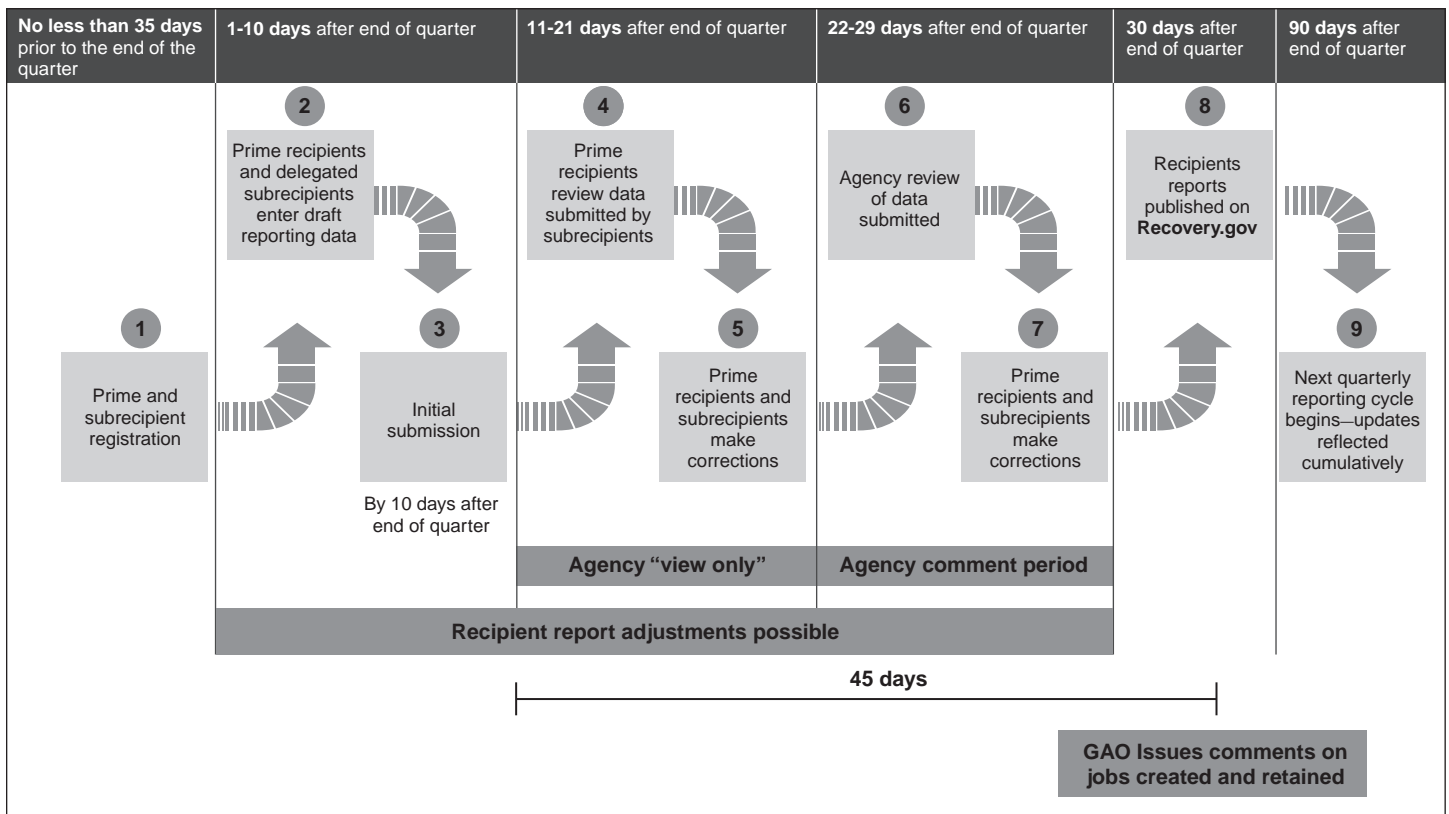 No less than 35 days
prior to the end of the
quarter
1-10 days after end of quarter
11-21 days after end of quarter
22-29 days after end of quarter
30 days after
end of quarter
90 days after
end of quarter
1
Prime and
subrecipient
registration
2
Prime recipients
and delegated
subrecipients
enter draft
reporting data
3
Initial
submission
By 10 days after
end of quarter
4
Prime
recipients
review data
submitted by
subrecipients
5
Prime
recipients and
subrecipients
make
corrections
6
Agency review
of data
submitted
7
Prime
recipients and
subrecipients
make
corrections
8
Recipients
reports
published on
Recovery.gov
9
Next quarterly
reporting cycle
begins—updates
reflected
cumulatively
Agency “view only”
Agency comment period
Recipient report adjustments possible
45 days
GAO Issues comments on
jobs created and retained